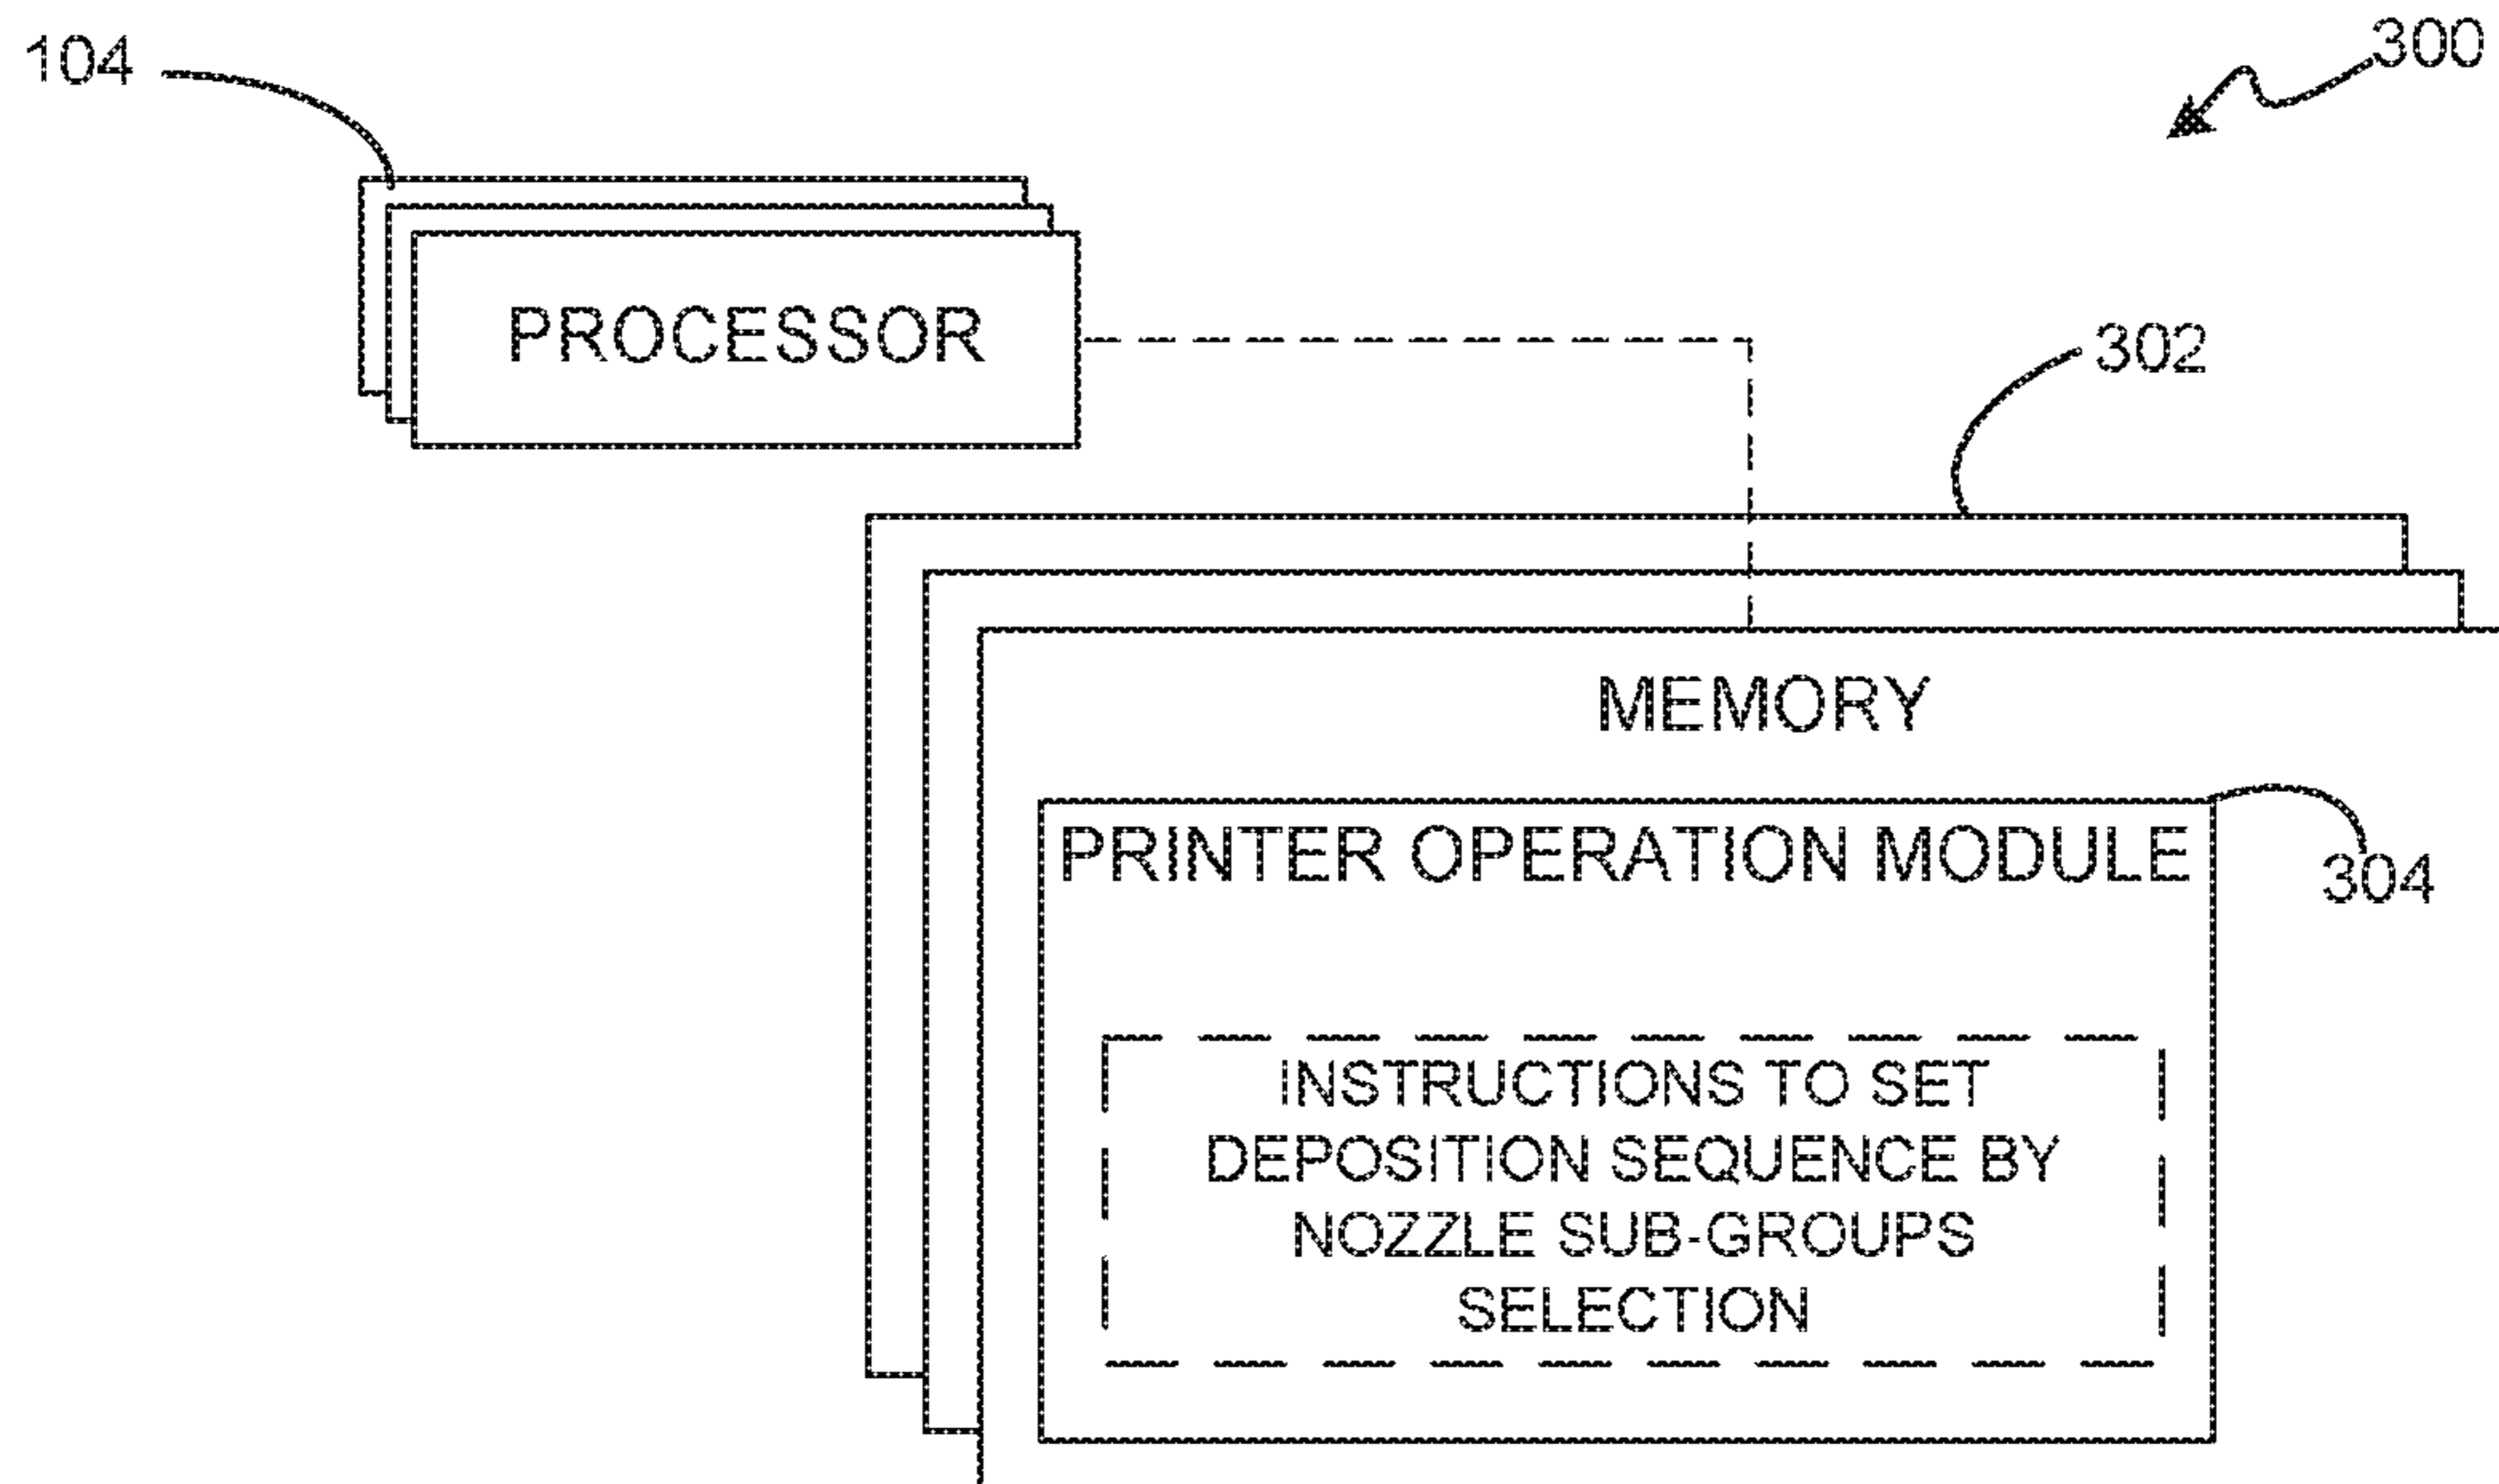 104
300
PROCESSOR
302
MEMORY
PRINTER OPERATION MODULE
304
INSTRUCTIONS TO SET
DEPOSITION SEQUENCE BY
NOZZLE SUB-GROUPS
SELECTION